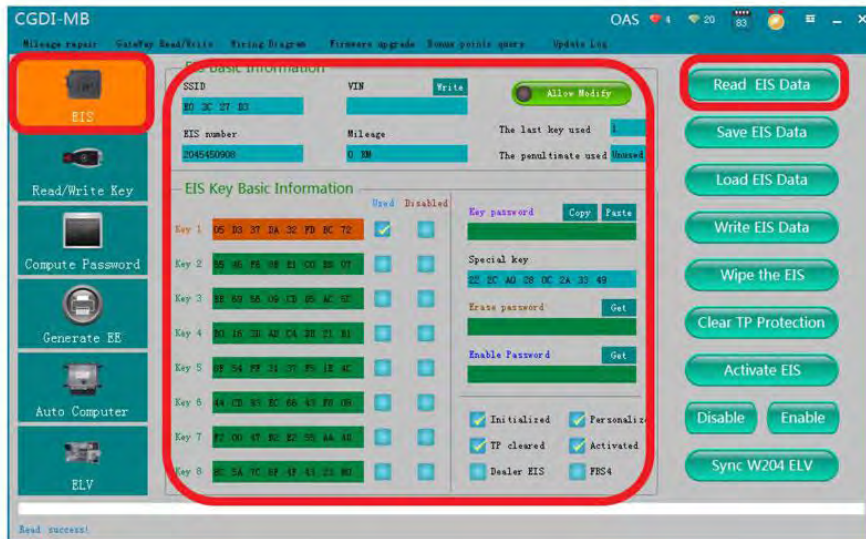 CGDI-MB
OAS 4 20 83
Mileage repair GateWay Read/Write Wiring Diagram Firmware upgrade Bonus points query Update Log
EIS
Read/Write Key
Compute Password
Generate EE
Auto Computer
ELV
EIS Basic Information
SSID
VIN
Write
Allow Modify
EIS number
2045450908
Mileage
0 KM
The last key used 1
The penultimate used Unused
EIS Key Basic Information
Used Disabled
Key 1
Key 2
Key 3
Key 4
Key 5
Key 6
Key 7
Key 8
Key password
Copy Paste
Special key
Erase password
Get
Enable Password
Get
Initialized
TP cleared
Activated
Dealer EIS
FBS4
Read EIS Data
Save EIS Data
Load EIS Data
Write EIS Data
Wipe the EIS
Clear TP Protection
Activate EIS
Disable
Enable
Sync W204 ELV
Read success!